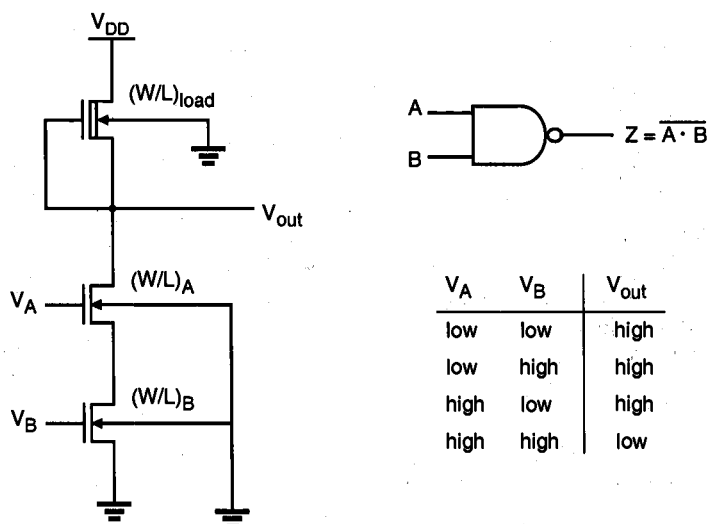 V_DD
(W/L)_load
V_out
(W/L)_A
V_A
(W/L)_B
V_B
A
B
Z = \overline{A · B}
V_A V_B V_out
low low high
low high high
high low high
high high low